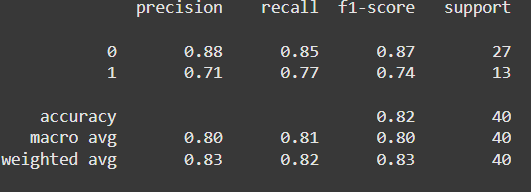 precision recall f1-score support
0 0.88 0.85 0.87 27
1 0.71 0.77 0.74 13
accuracy 0.82 40
macro avg 0.80 0.81 0.80 40
weighted avg 0.83 0.82 0.83 40